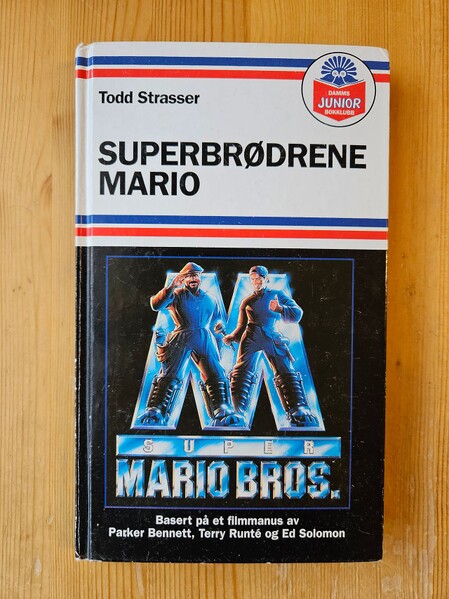 Todd Strasser
DAMMS
JUNIOR
BOKKLUBB
SUPERBRØDRENE
MARIO
M
SUPER
MARIO BROS.
Basert på et filmmanus av
Parker Bennett, Terry Runté og Ed Solomon